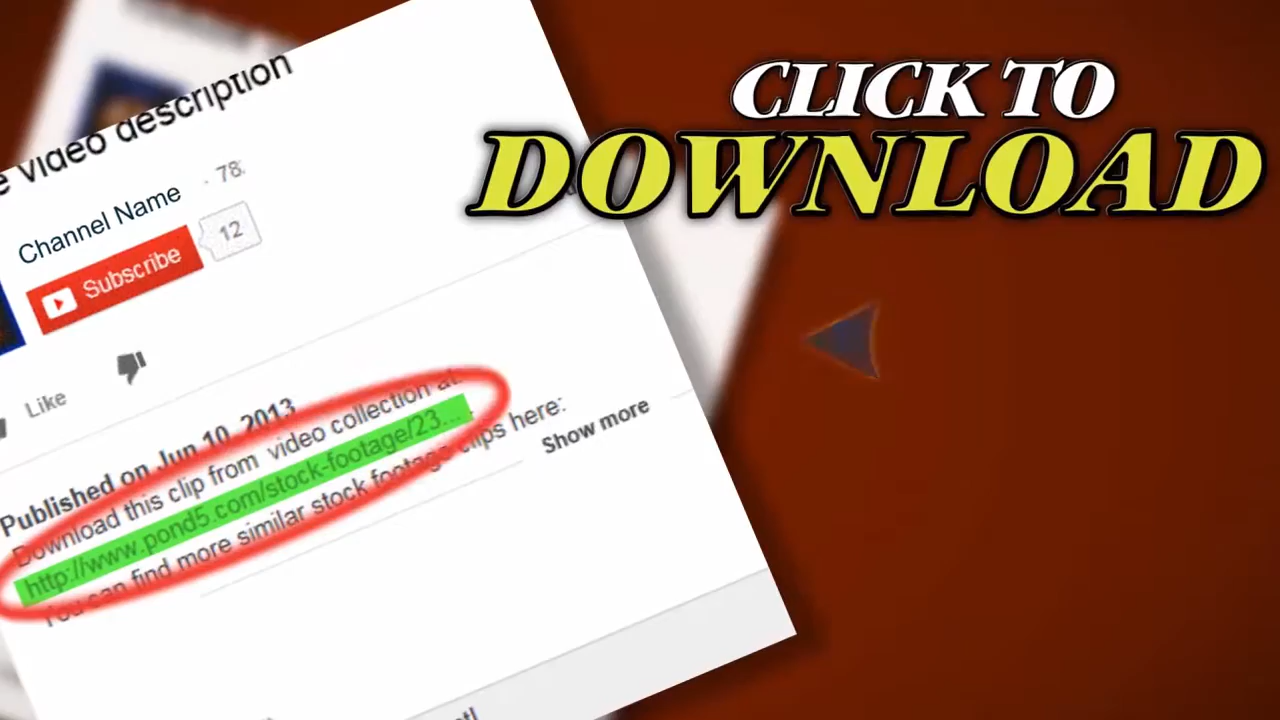 CLICK TO
DOWNLOAD
video description
Channel Name
Subscribe
12
Like
Published on Jun 10, 2013
Download this clip from video collection at:
http://www.pond5.com/stock-footage/23...
You can find more similar stock footage clips here:
Show more